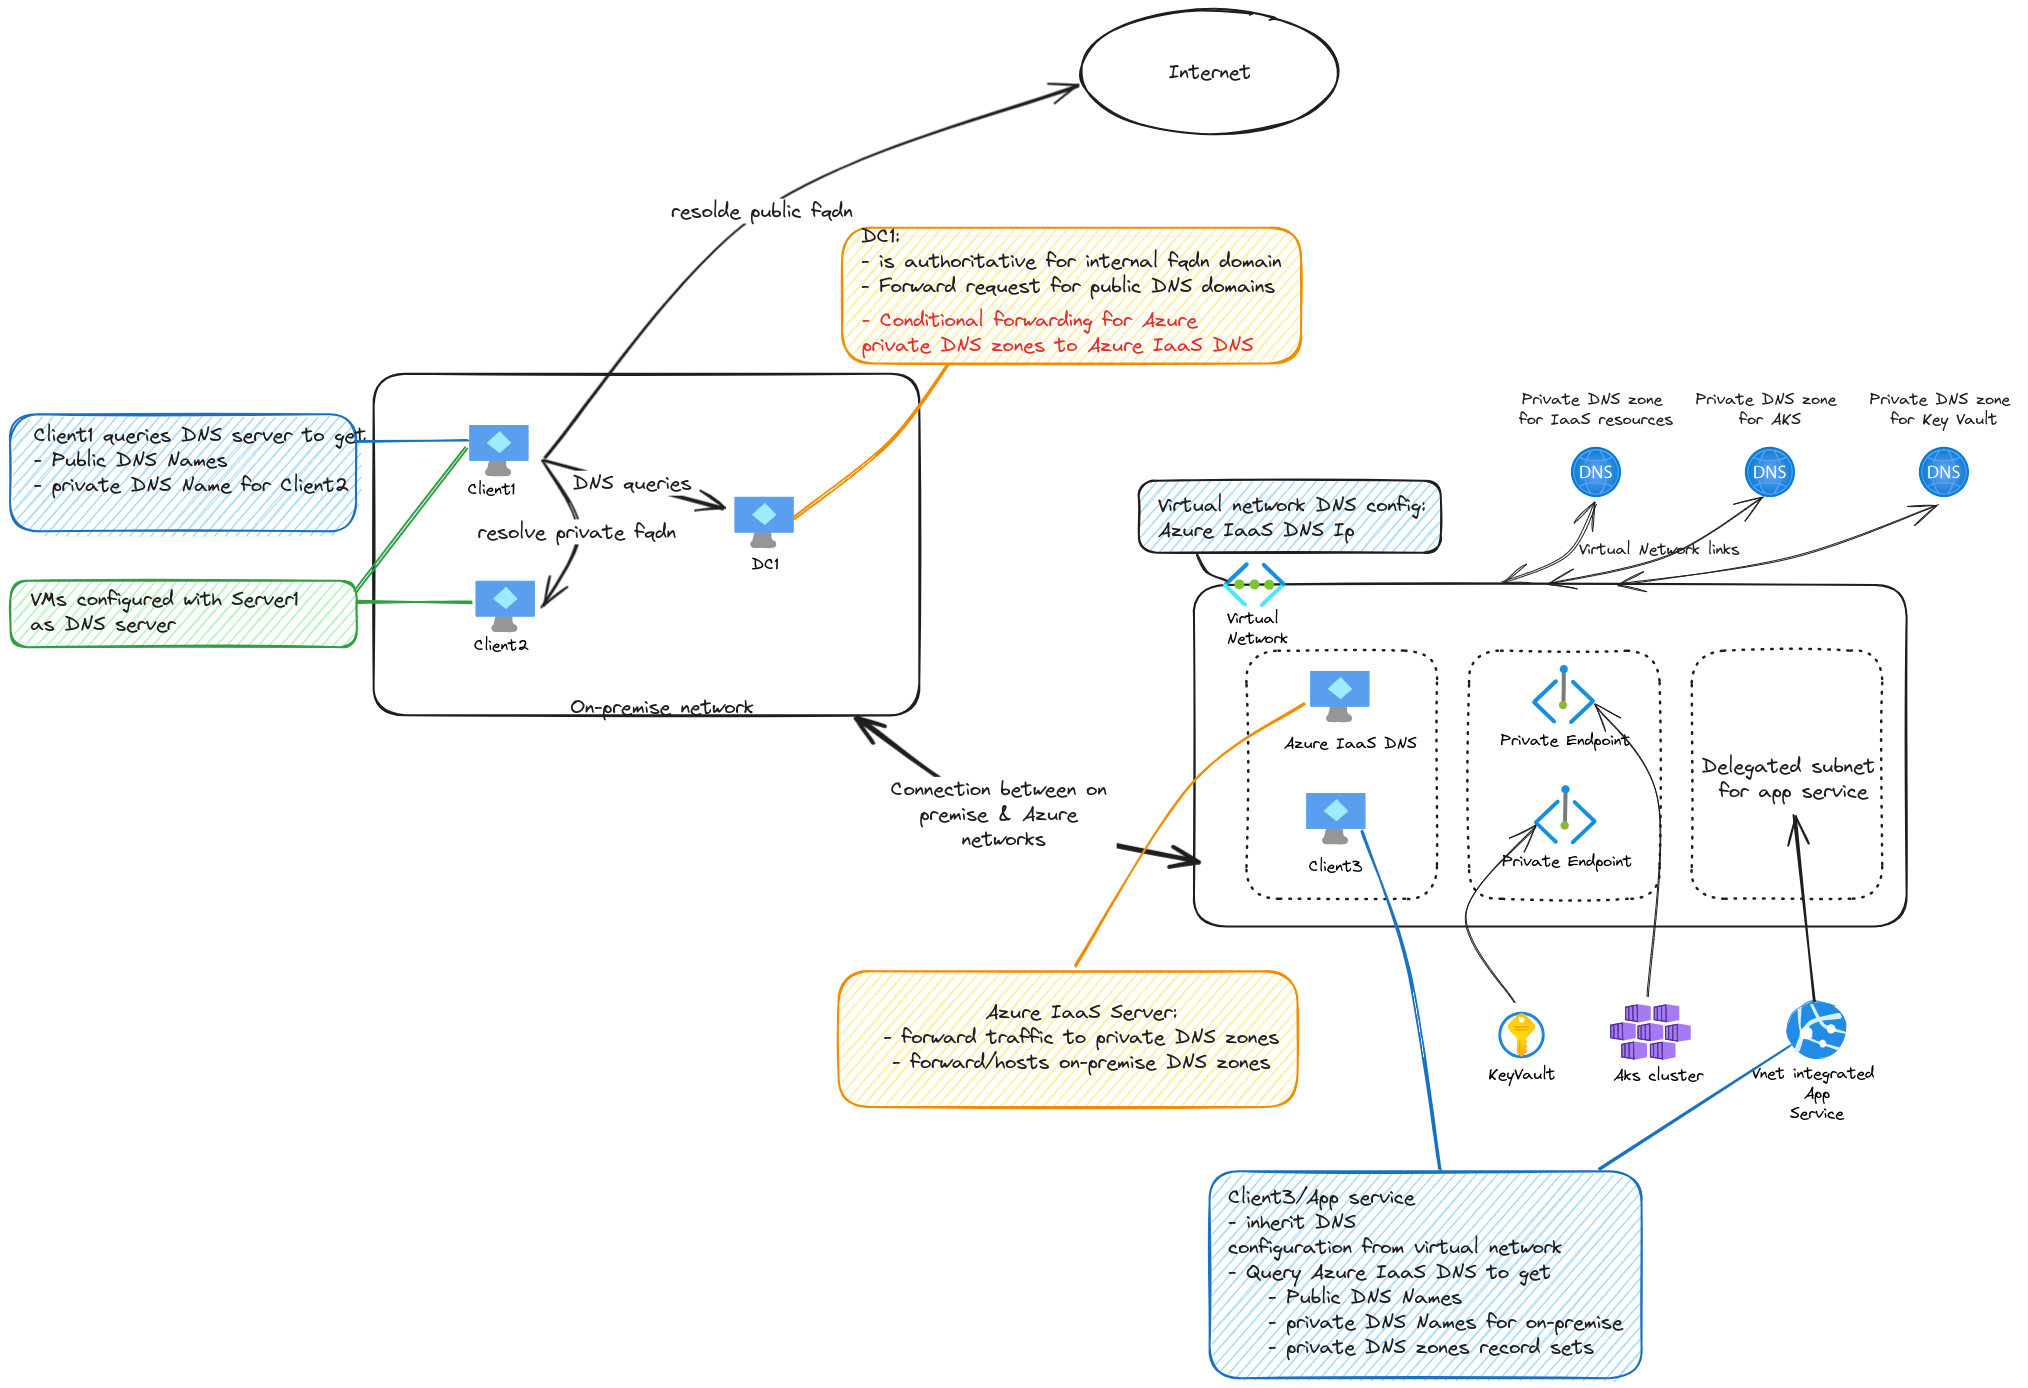 Internet
resolde public fqdn
DC1:
- is authoritative for internal fqdn domain
- Forward request for public DNS domains
- Conditional forwarding for Azure
private DNS zones to Azure IaaS DNS
Client1 queries DNS server to get
- Public DNS Names
- private DNS Name for Client2
VMs configured with Server1
as DNS server
Client1
DNS queries
resolve private fqdn
DC1
Client2
On-premise network
Connection between on
premise & Azure
networks
Private DNS zone
for IaaS resources
Private DNS zone
for AKS
Private DNS zone
for Key Vault
DNS
DNS
DNS
Virtual Network links
Virtual network DNS config:
Azure IaaS DNS Ip
Virtual
Network
Azure IaaS DNS
Client3
Private Endpoint
Private Endpoint
Delegated subnet
for app service
Azure IaaS Server:
- forward traffic to private DNS zones
- forward/hosts on-premise DNS zones
KeyVault
Aks cluster
Vnet integrated
App
Service
Client3/App service
- inherit DNS
configuration from virtual network
- Query Azure IaaS DNS to get
- Public DNS Names
- private DNS Names for on-premise
- private DNS zones record sets